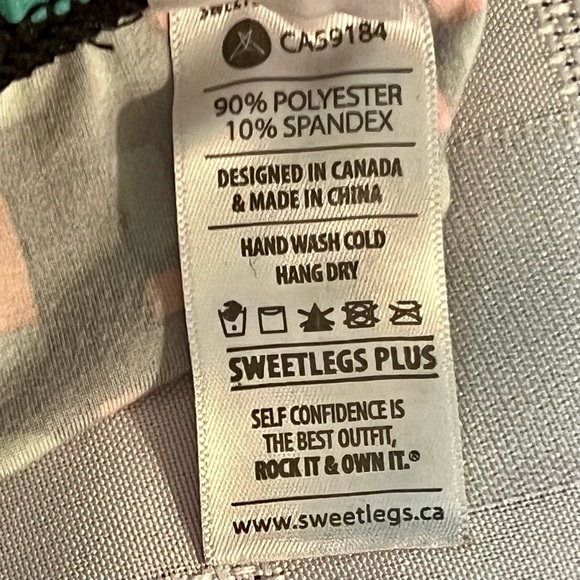 CA59184
90% POLYESTER
10% SPANDEX
DESIGNED IN CANADA
& MADE IN CHINA
HAND WASH COLD
HANG DRY
SWEETLEGS PLUS
SELF CONFIDENCE IS
THE BEST OUTFIT,
ROCK IT & OWN IT.®
www.sweetlegs.ca